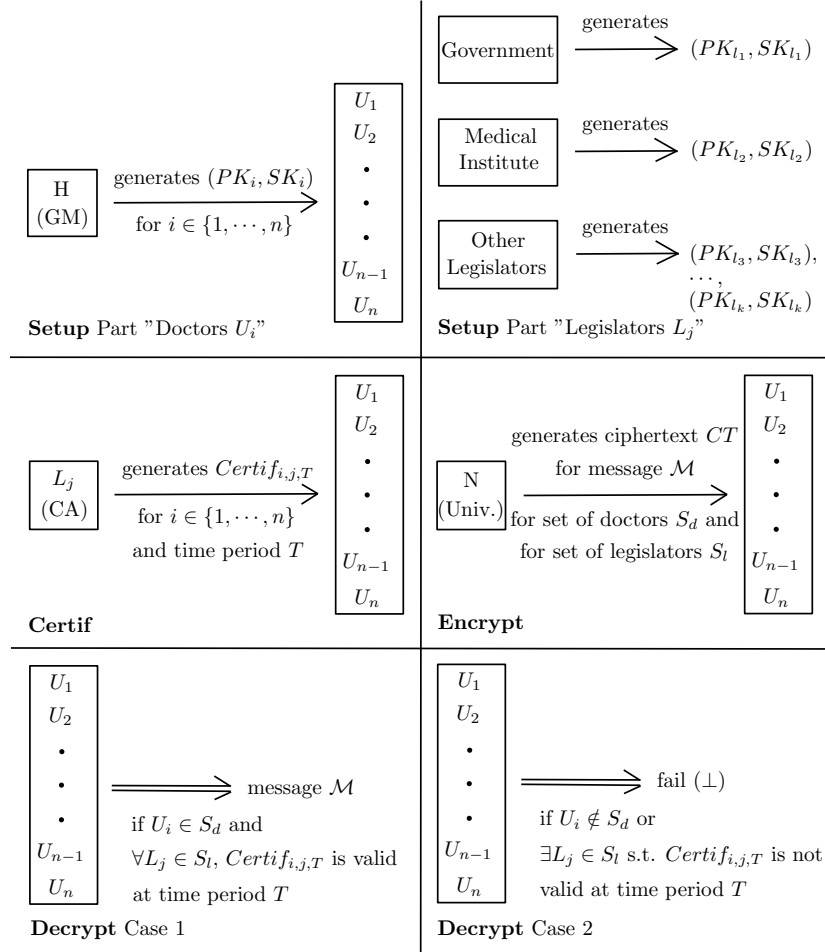 H
(GM)
generates (PK_i, SK_i)
for i ∈ {1, ⋯, n}
U_1
U_2
U_{n−1}
U_n
Setup Part ”Doctors U_i”
Government
generates
(PK_{l_1}, SK_{l_1})
Medical
Institute
generates
(PK_{l_2}, SK_{l_2})
Other
Legislators
generates
(PK_{l_3}, SK_{l_3}),
⋯,
(PK_{l_k}, SK_{l_k})
Setup Part ”Legislators L_j”
L_j
(CA)
generates Certif_{i,j,T}
for i ∈ {1, ⋯, n}
and time period T
U_1
U_2
U_{n−1}
U_n
Certif
N
(Univ.)
generates ciphertext CT
for message ℳ
for set of doctors S_d and
for set of legislators S_l
U_1
U_2
U_{n−1}
U_n
Encrypt
U_1
U_2
U_{n−1}
U_n
message ℳ
if U_i ∈ S_d and
∀L_j ∈ S_l, Certif_{i,j,T} is valid
at time period T
Decrypt Case 1
U_1
U_2
U_{n−1}
U_n
fail (⊥)
if U_i ∉ S_d or
∃L_j ∈ S_l s.t. Certif_{i,j,T} is not
valid at time period T
Decrypt Case 2